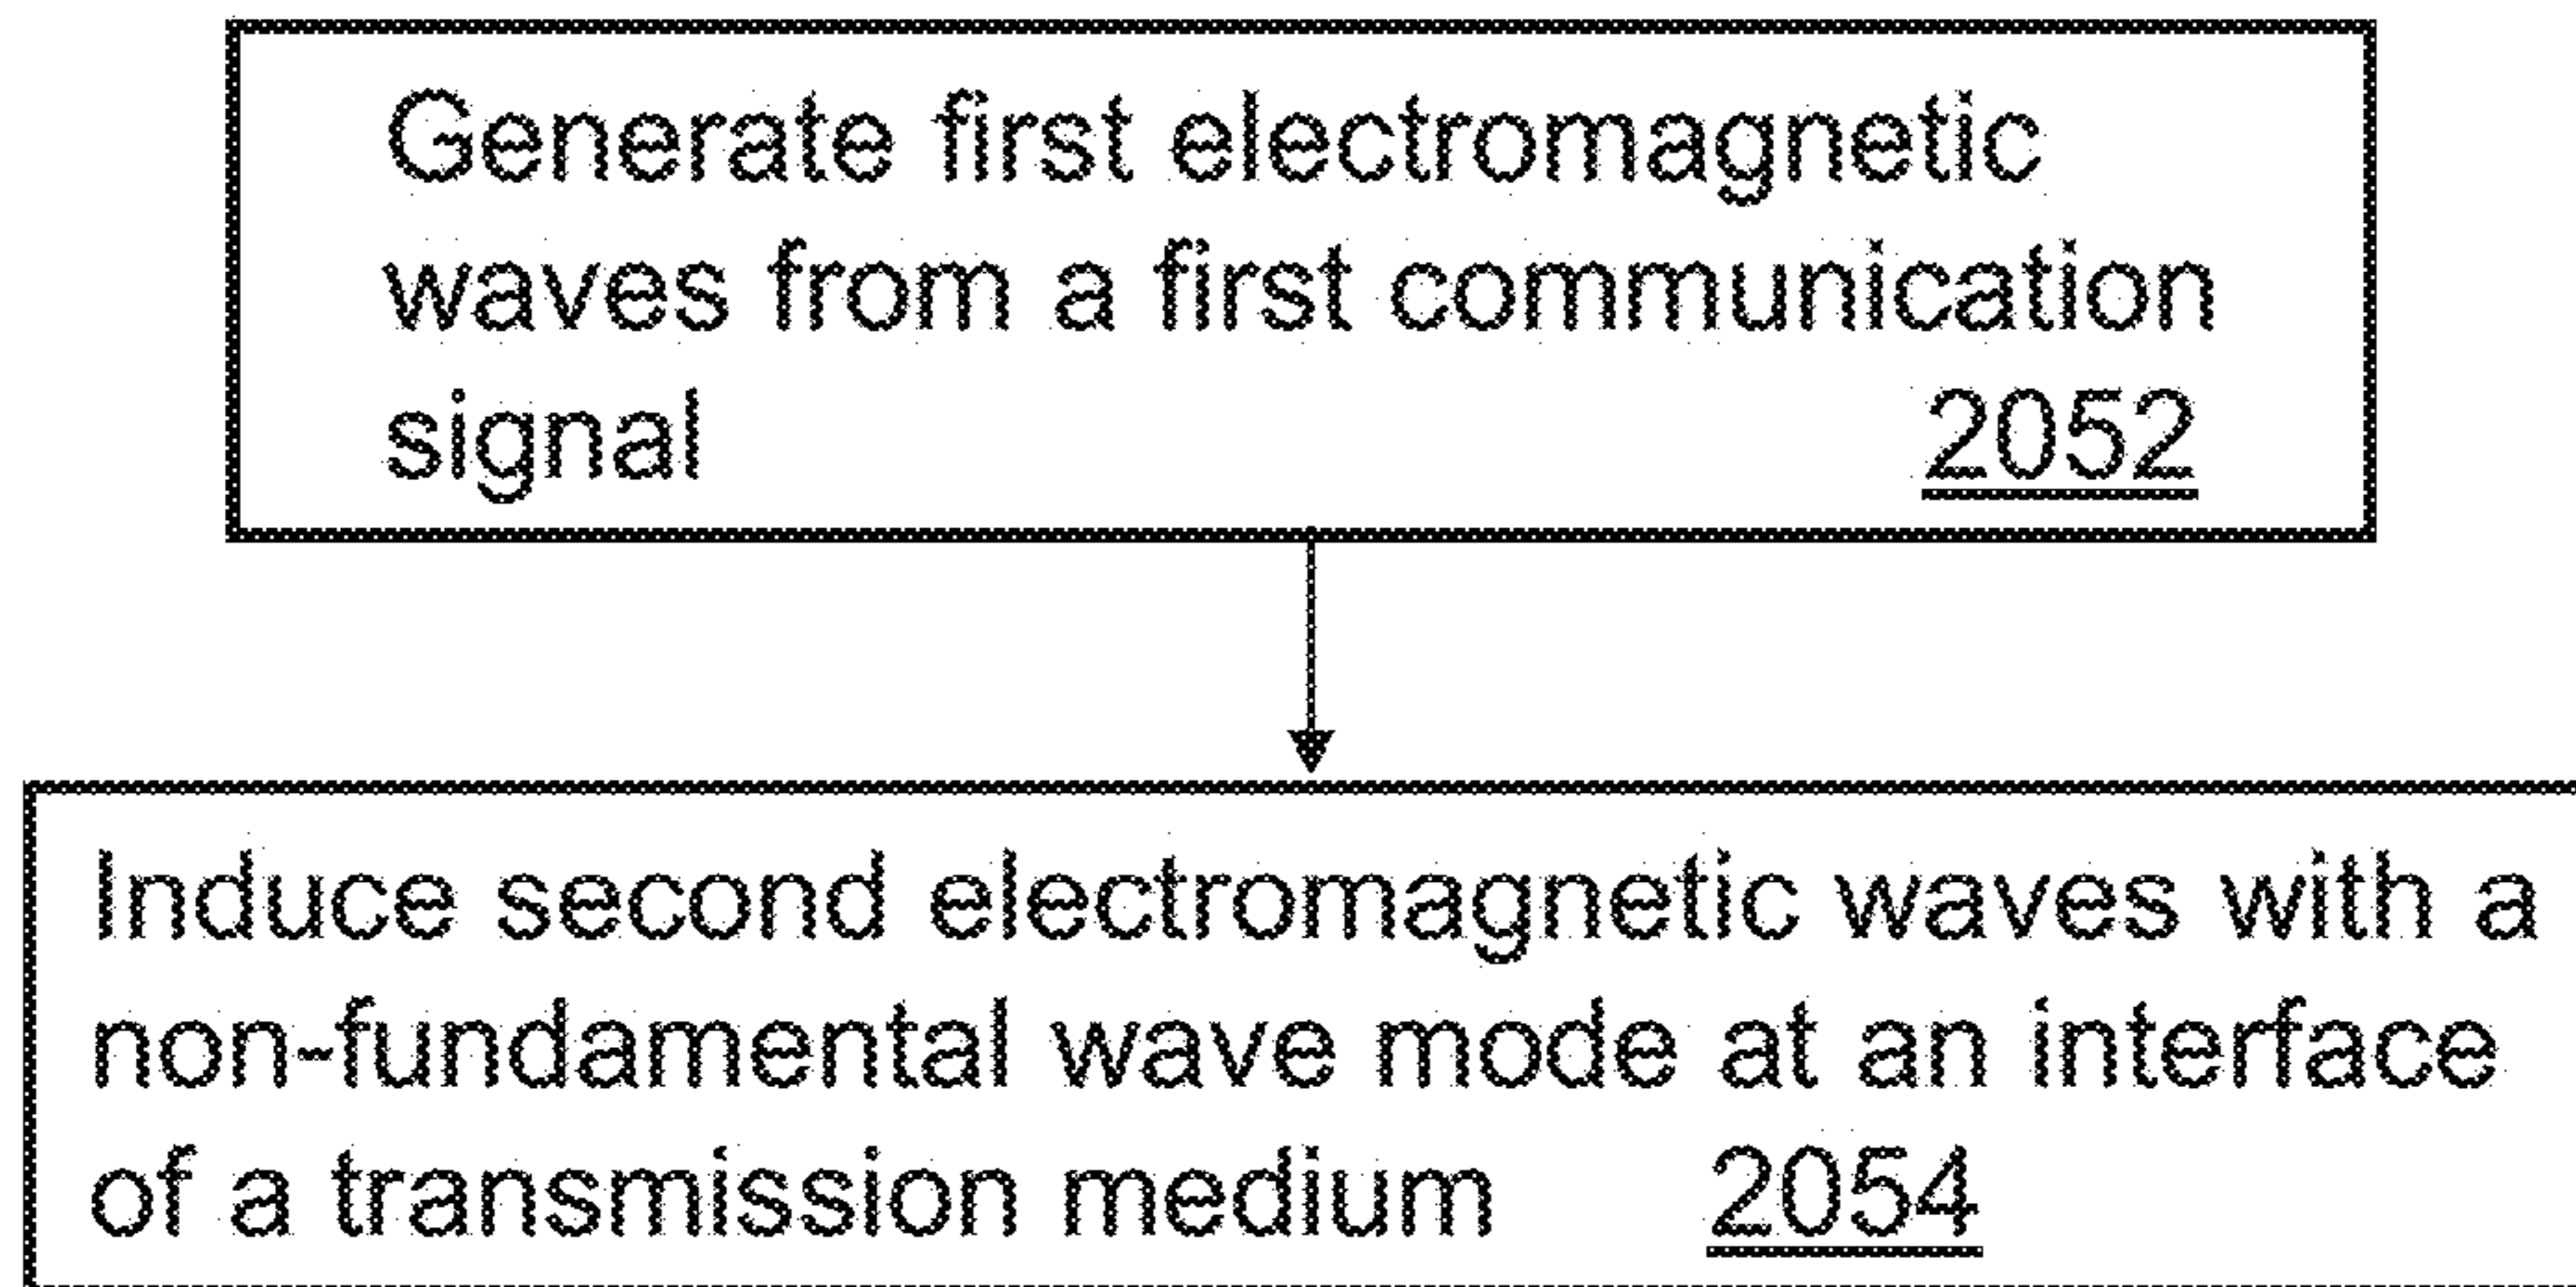 Generate first electromagnetic
waves from a first communication
signal 2052
Induce second electromagnetic waves with a
non-fundamental wave mode at an interface
of a transmission medium 2054